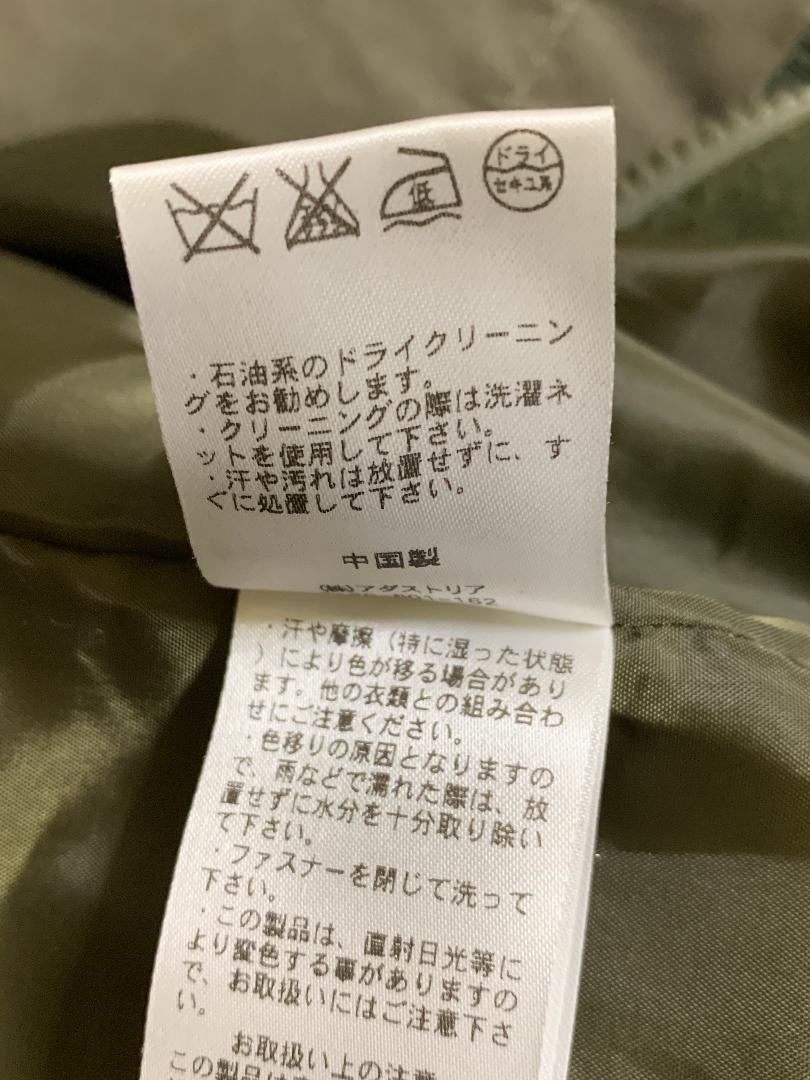 低
ドライ
セキユ系
・石油系のドライクリーニン
グをお勧めします。
・クリーニングの際は洗濯ネ
ットを使用して下さい。
・汗や汚れは放置せずに、す
ぐに処置して下さい。
中国製
(株)アダストリア
162
・汗や摩擦（特に湿った状態
）により色が移る場合があり
ます。他の衣類との組み合わ
せにご注意ください。
・色移りの原因となりますの
で、雨などで濡れた際は、放
置せずに水分を十分取り除い
て下さい。
・ファスナーを閉じて洗って
下さい。
・この製品は、直射日光等に
より変色する事がありますの
で、お取扱いにはご注意下さ
い。
お取扱い上の注意
この製品は